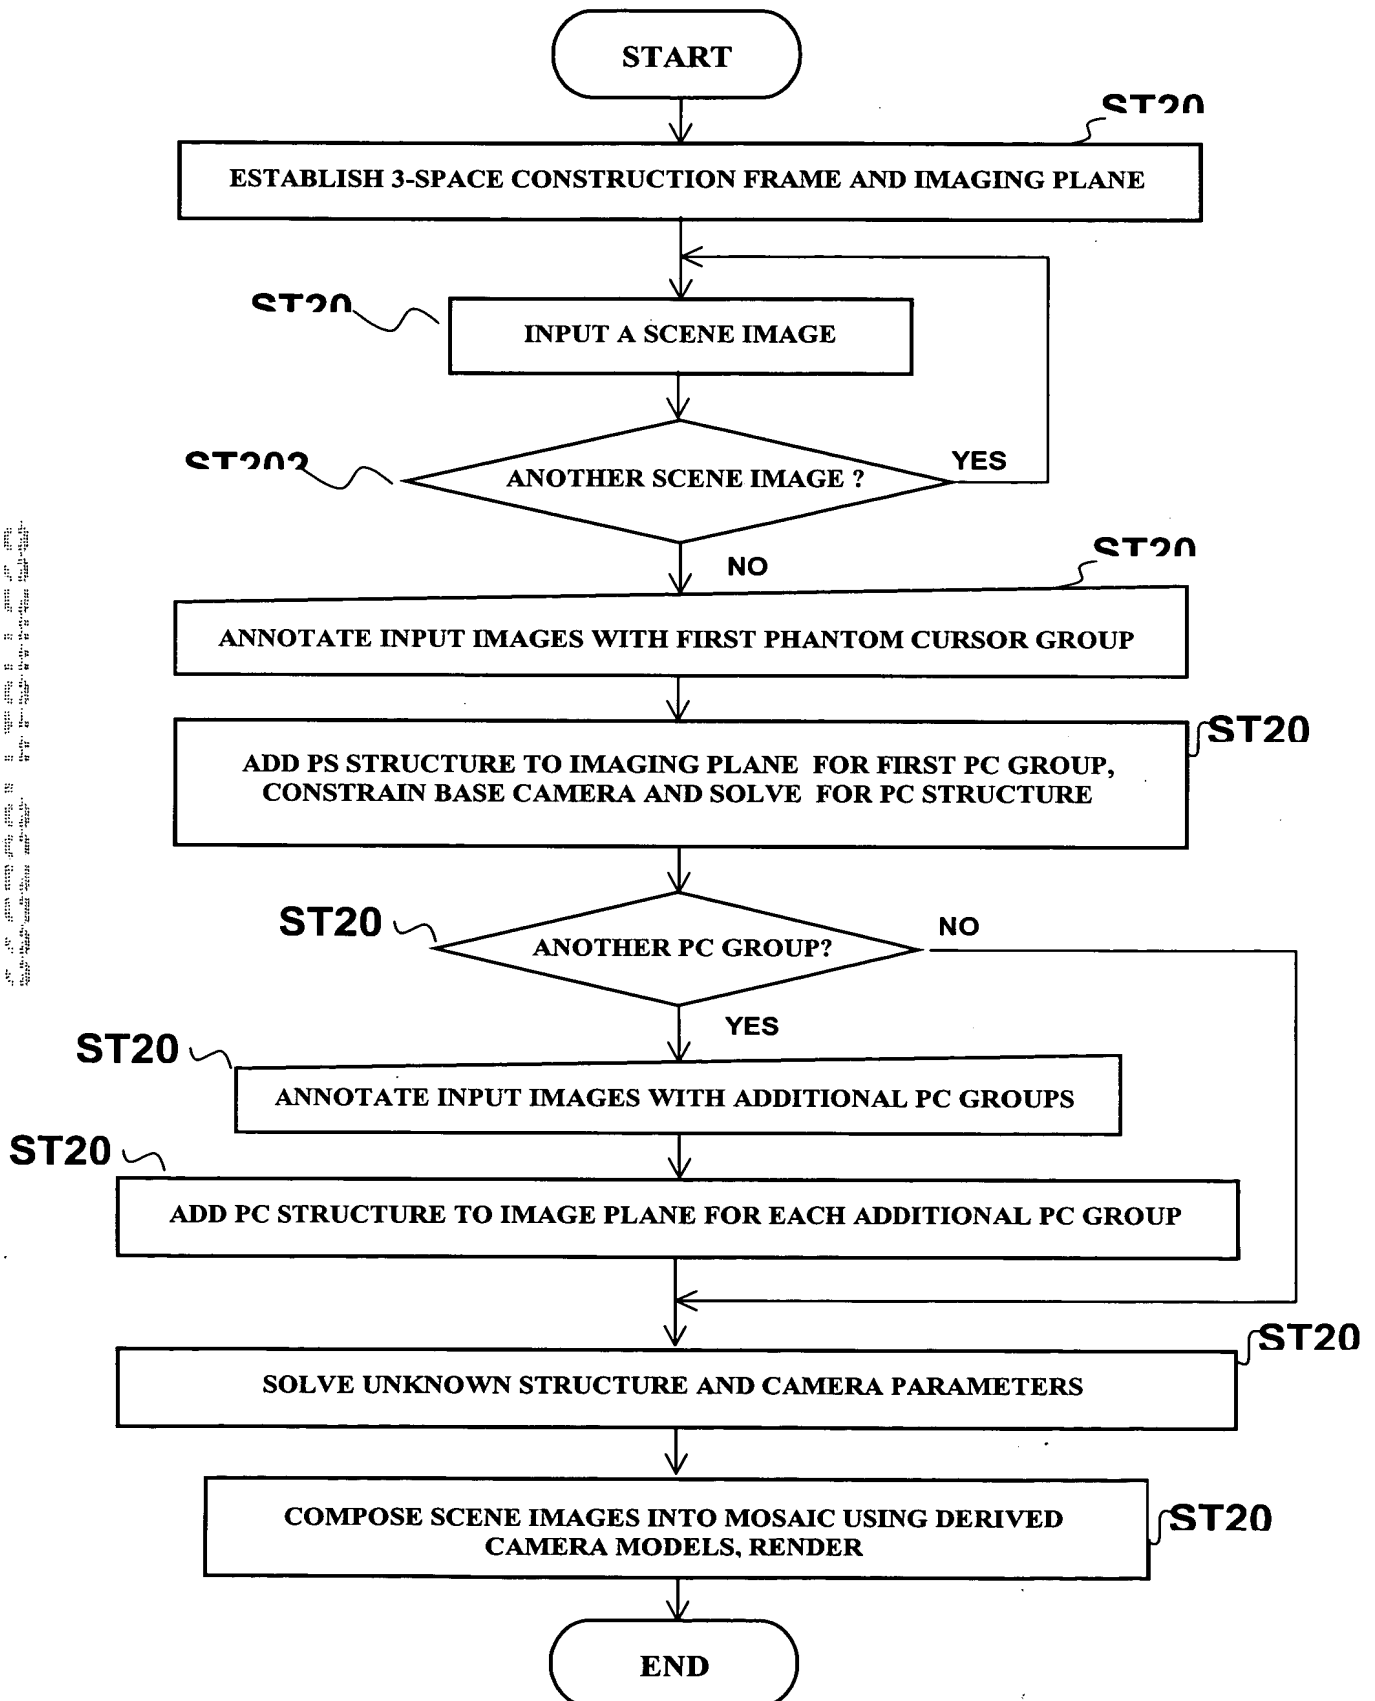 START
ST20
ESTABLISH 3-SPACE CONSTRUCTION FRAME AND IMAGING PLANE
ST20
INPUT A SCENE IMAGE
ANOTHER SCENE IMAGE ?
YES
NO
ST20
ANNOTATE INPUT IMAGES WITH FIRST PHANTOM CURSOR GROUP
ST20
ADD PS STRUCTURE TO IMAGING PLANE FOR FIRST PC GROUP,
CONSTRAIN BASE CAMERA AND SOLVE FOR PC STRUCTURE
ST20
ANOTHER PC GROUP?
NO
YES
ST20
ANNOTATE INPUT IMAGES WITH ADDITIONAL PC GROUPS
ST20
ADD PC STRUCTURE TO IMAGE PLANE FOR EACH ADDITIONAL PC GROUP
ST20
SOLVE UNKNOWN STRUCTURE AND CAMERA PARAMETERS
ST20
COMPOSE SCENE IMAGES INTO MOSAIC USING DERIVED
CAMERA MODELS, RENDER
END